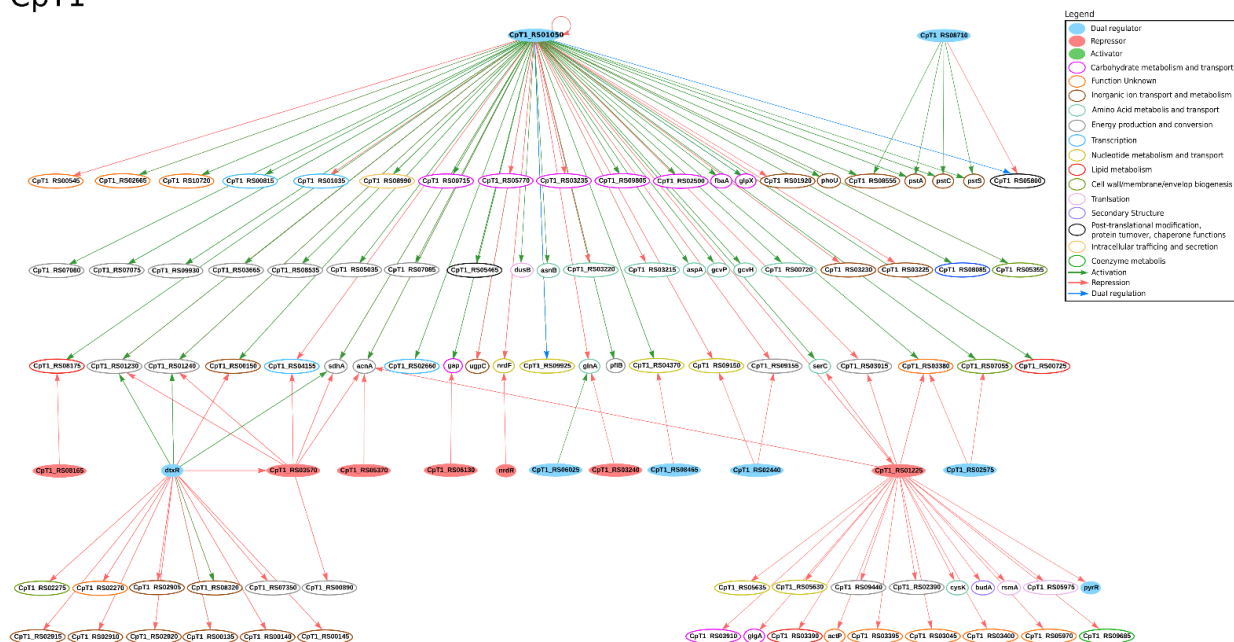 CpT1
CpT1_RS01050
CpT1_RS08710
Legend
Dual regulator
Repressor
Activator
Carbohydrate metabolism and transport
Function Unknown
Inorganic ion transport and metabolism
Amino Acid metabolis and transport
Energy production and conversion
Transcription
Nucleotide metabolism and transport
Lipid metabolism
Cell wall/membrane/envelop biogenesis
Tranlsation
Secondary Structure
Post-translational modification,
protein turnover, chaperone functions
Intracellular trafficing and secretion
Coenzyme metabolis
Activation
Repression
Dual regulation
CpT1_RS00545 CpT1_RS02665 CpT1_RS10720 CpT1_RS00815 CpT1_RS01035 CpT1_RS08990 CpT1_RS00715 CpT1_RS05770 CpT1_RS03235 CpT1_RS09805 CpT1_RS02500 fbaA glpX CpT1_RS01920 phoU CpT1_RS08555 pstA pstC pstS CpT1_RS05800
CpT1_RS07080 CpT1_RS07075 CpT1_RS09930 CpT1_RS03665 CpT1_RS08535 CpT1_RS05035 CpT1_RS07085 CpT1_RS05465 dusB asnB CpT1_RS03220 CpT1_RS03215 aspA gcvP gcvH CpT1_RS00720 CpT1_RS03230 CpT1_RS03225 CpT1_RS08085 CpT1_RS05355
CpT1_RS08175 CpT1_RS01230 CpT1_RS01240 CpT1_RS00150 CpT1_RS04155 sdhA acnA CpT1_RS02660 gap ugpC nrdF CpT1_RS09925 glnA pflB CpT1_RS04370 CpT1_RS09150 CpT1_RS09155 serC CpT1_RS03015 CpT1_RS03380 CpT1_RS07055 CpT1_RS00725
CpT1_RS08165 dtxR CpT1_RS03570 CpT1_RS05370 CpT1_RS06130 nrdR CpT1_RS06025 CpT1_RS03240 CpT1_RS08465 CpT1_RS02440 CpT1_RS01225 CpT1_RS02575
CpT1_RS02275 CpT1_RS02270 CpT1_RS02905 CpT1_RS08320 CpT1_RS07350 CpT1_RS00890 CpT1_RS05635 CpT1_RS05630 CpT1_RS09440 CpT1_RS02390 cysK budA rsmA CpT1_RS05975 pyrR
CpT1_RS02915 CpT1_RS02910 CpT1_RS02920 CpT1_RS00135 CpT1_RS00140 CpT1_RS00145 CpT1_RS03910 glgA CpT1_RS03390 actP CpT1_RS03395 CpT1_RS03045 CpT1_RS03400 CpT1_RS05970 CpT1_RS09685